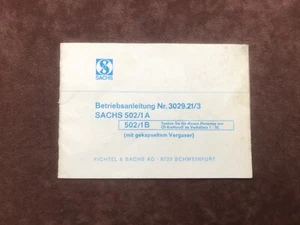 SACHS
Betriebsanleitung Nr. 3029.21/3
SACHS 502/1 A
502/1 B
(mit gekapseltem Vergaser)
FICHTEL & SACHS AG · 8720 SCHWEINFURT